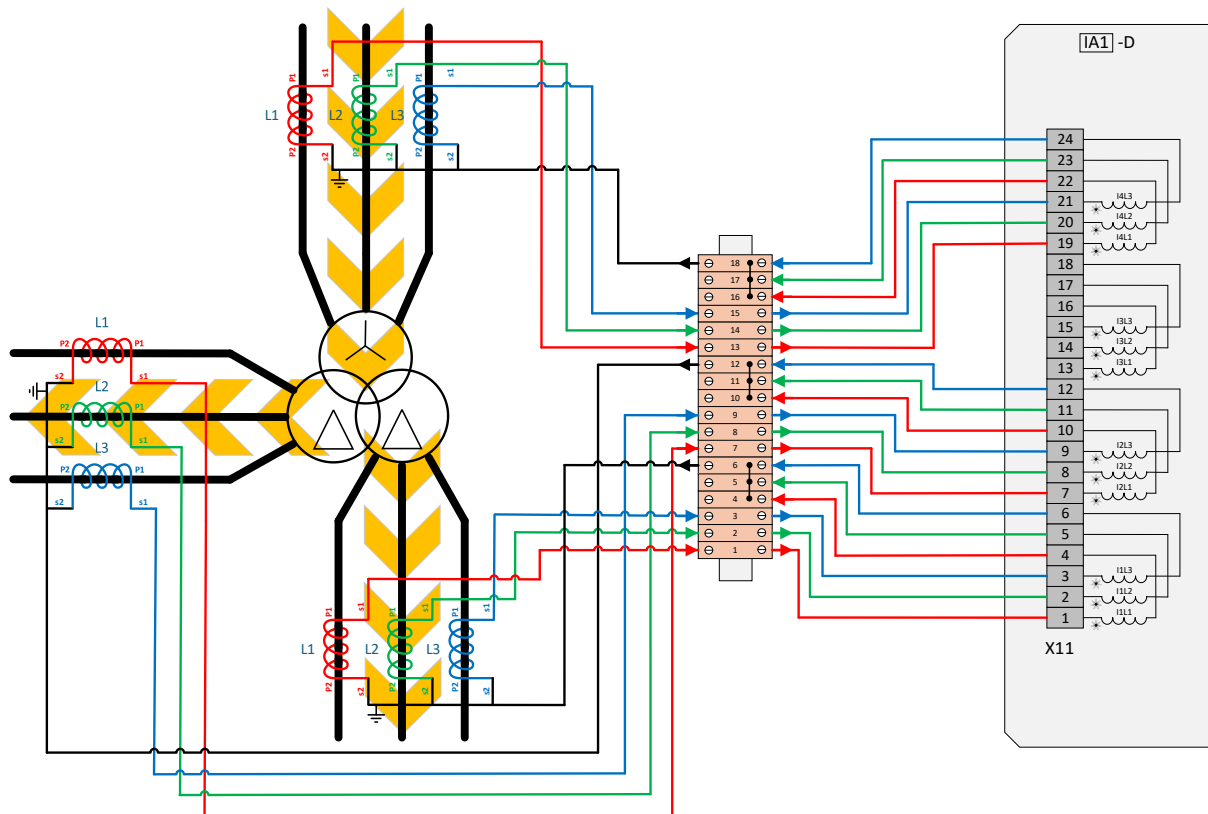 IA1 -D
P1
s1
P1
s1
P1
s1
L1
L2
L3
P2
s2
P2
s2
P2
s2
24
23
22
21
20
19
18
17
16
15
14
13
12
11
10
9
8
7
6
5
4
3
2
1
I4L3
I4L2
I4L1
I3L3
I3L2
I3L1
I2L3
I2L2
I2L1
I1L3
I1L2
I1L1
X11
18
17
16
15
14
13
12
11
10
9
8
7
6
5
4
3
2
1
L1
P2
P1
s2
s1
L2
P2
P1
s2
s1
L3
P2
P1
s2
s1
P1
s1
P1
s1
P1
s1
L1
L2
L3
P2
s2
P2
s2
P2
s2